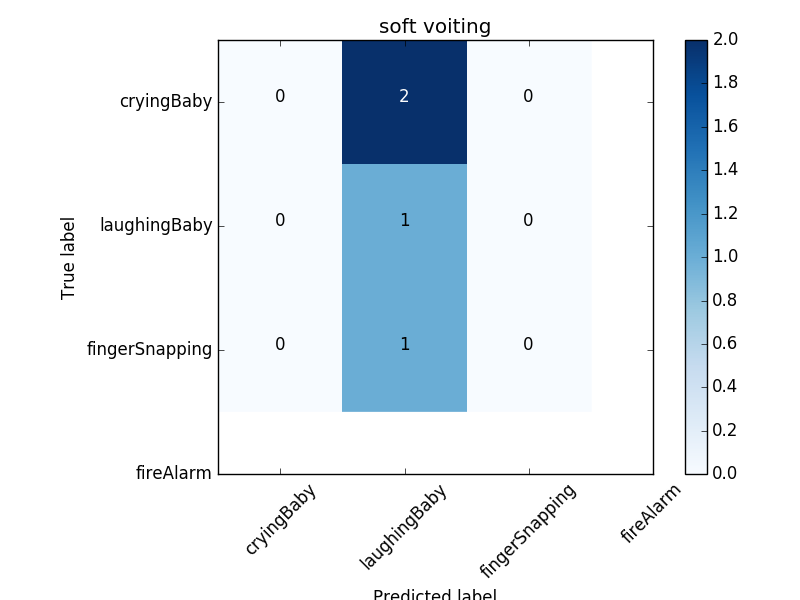 soft voiting
cryingBaby
laughingBaby
fingerSnapping
fireAlarm
True label
0 2 0
0 1 0
0 1 0
cryingBaby
laughingBaby
fingerSnapping
fireAlarm
Predicted label
2.0
1.8
1.6
1.4
1.2
1.0
0.8
0.6
0.4
0.2
0.0